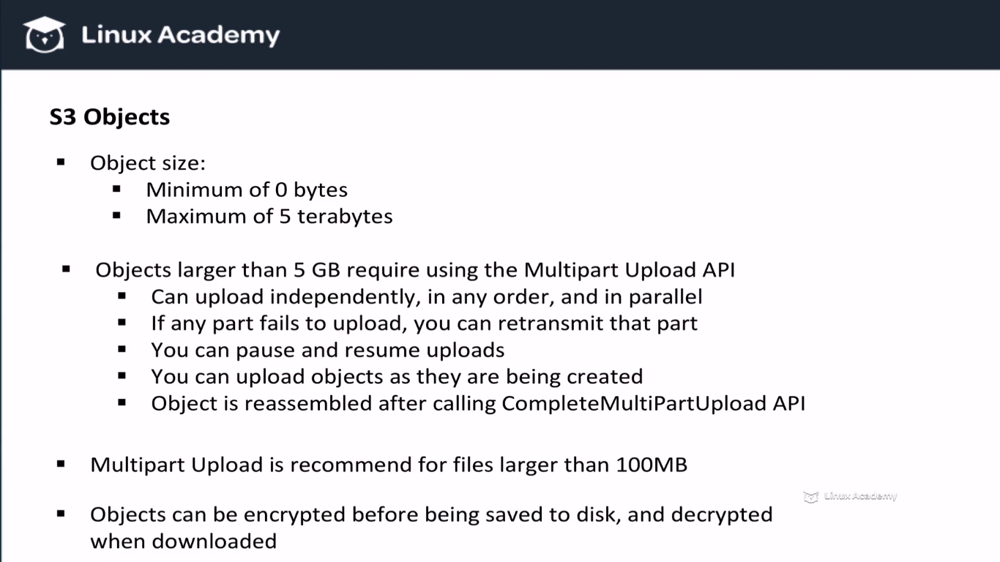 Linux Academy
S3 Objects
▪ Object size:
▪ Minimum of 0 bytes
▪ Maximum of 5 terabytes
▪ Objects larger than 5 GB require using the Multipart Upload API
▪ Can upload independently, in any order, and in parallel
▪ If any part fails to upload, you can retransmit that part
▪ You can pause and resume uploads
▪ You can upload objects as they are being created
▪ Object is reassembled after calling CompleteMultiPartUpload API
▪ Multipart Upload is recommend for files larger than 100MB
Linux Academy
▪ Objects can be encrypted before being saved to disk, and decrypted
when downloaded